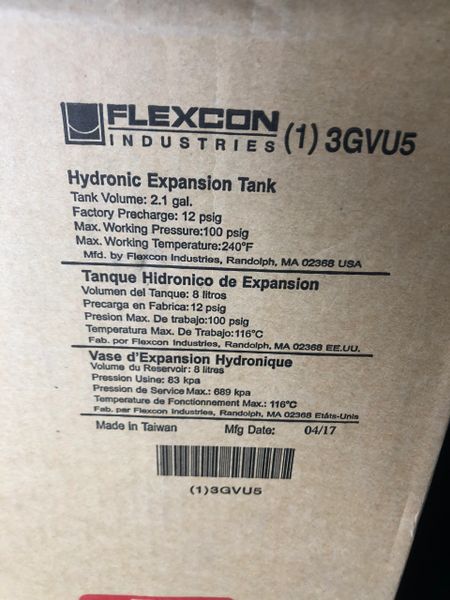 FLEXCON
INDUSTRIES (1) 3GVU5
Hydronic Expansion Tank
Tank Volume: 2.1 gal.
Factory Precharge: 12 psig
Max. Working Pressure:100 psig
Max. Working Temperature:240°F
Mfd. by Flexcon Industries, Randolph, MA 02368 USA
Tanque Hidronico de Expansion
Volumen del Tanque: 8 litros
Precarga en Fabrica:12 psig
Presion Max. De trabajo:100 psig
Temperatura Max. De Trabajo:116°C
Fab. por Flexcon Industries, Randolph, MA 02368 EE.UU.
Vase d'Expansion Hydronique
Volume du Reservoir: 8 litres
Pression Usine: 83 kpa
Pression de Service Max.: 689 kpa
Temperature de Fonctionnement Max.: 116°C
Fab. par Flexcon Industries, Randolph, MA 02368 Etáts-Unis
Made in Taiwan Mfg Date: 04/17
(1)3GVU5